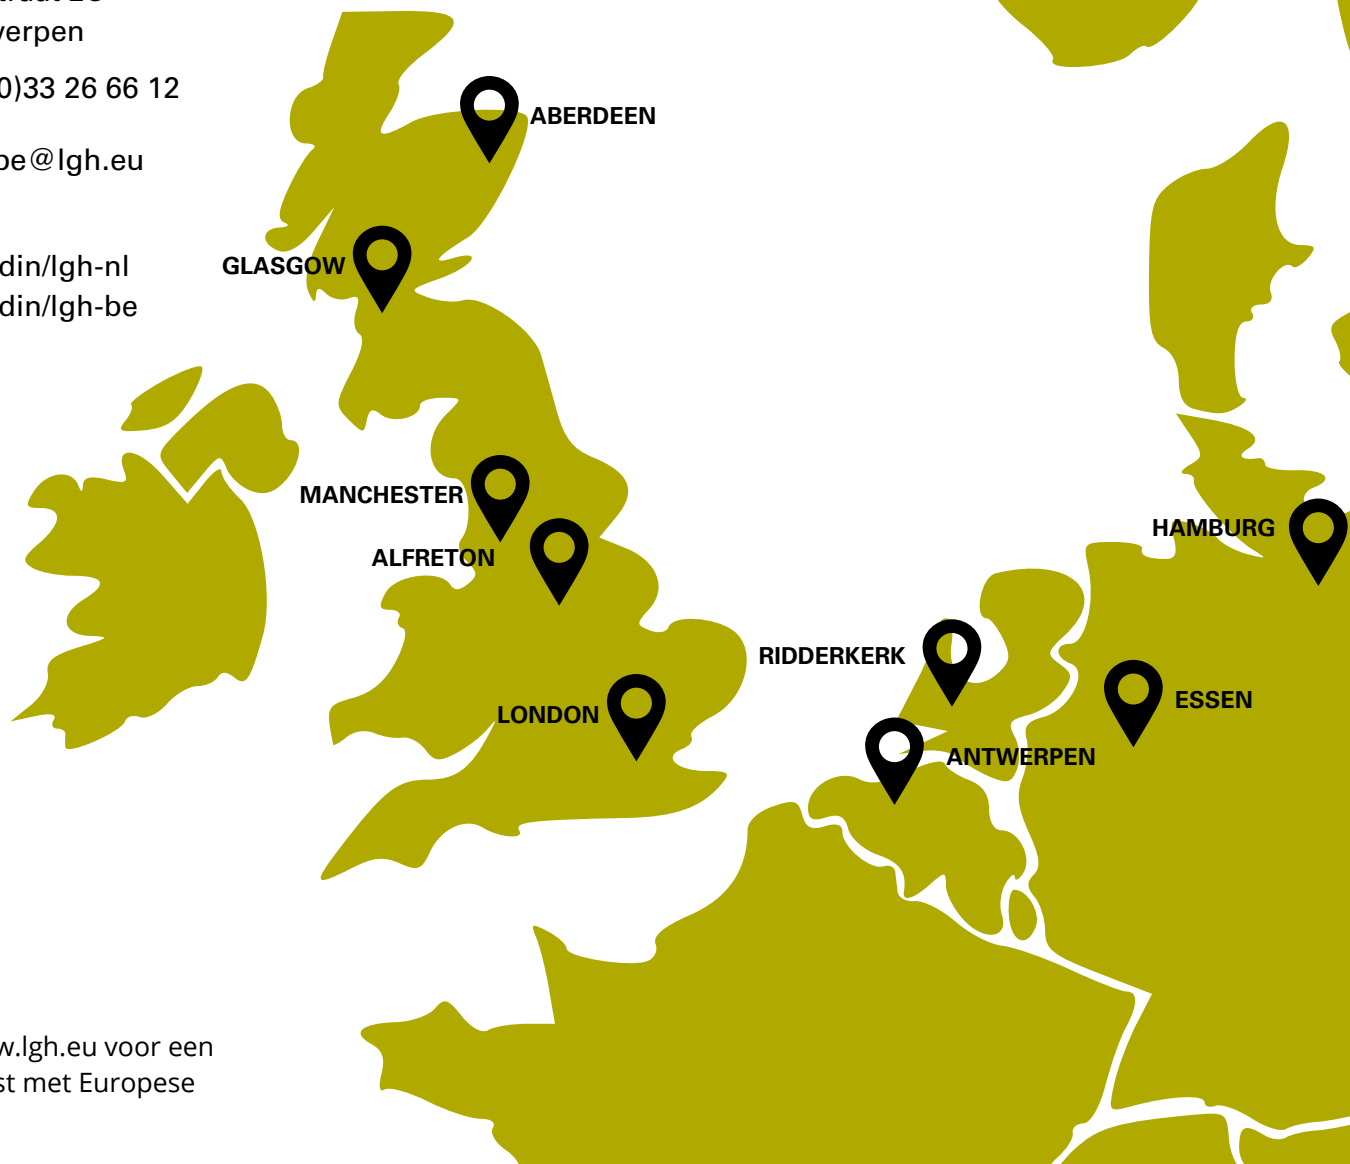 werpen
0)33 26 66 12
be@lgh.eu
din/lgh-nl
din/lgh-be
ABERDEEN
GLASGOW
MANCHESTER
ALFRETON
HAMBURG
RIDDERKERK
ESSEN
LONDON
ANTWERPEN
w.lgh.eu voor een
st met Europese